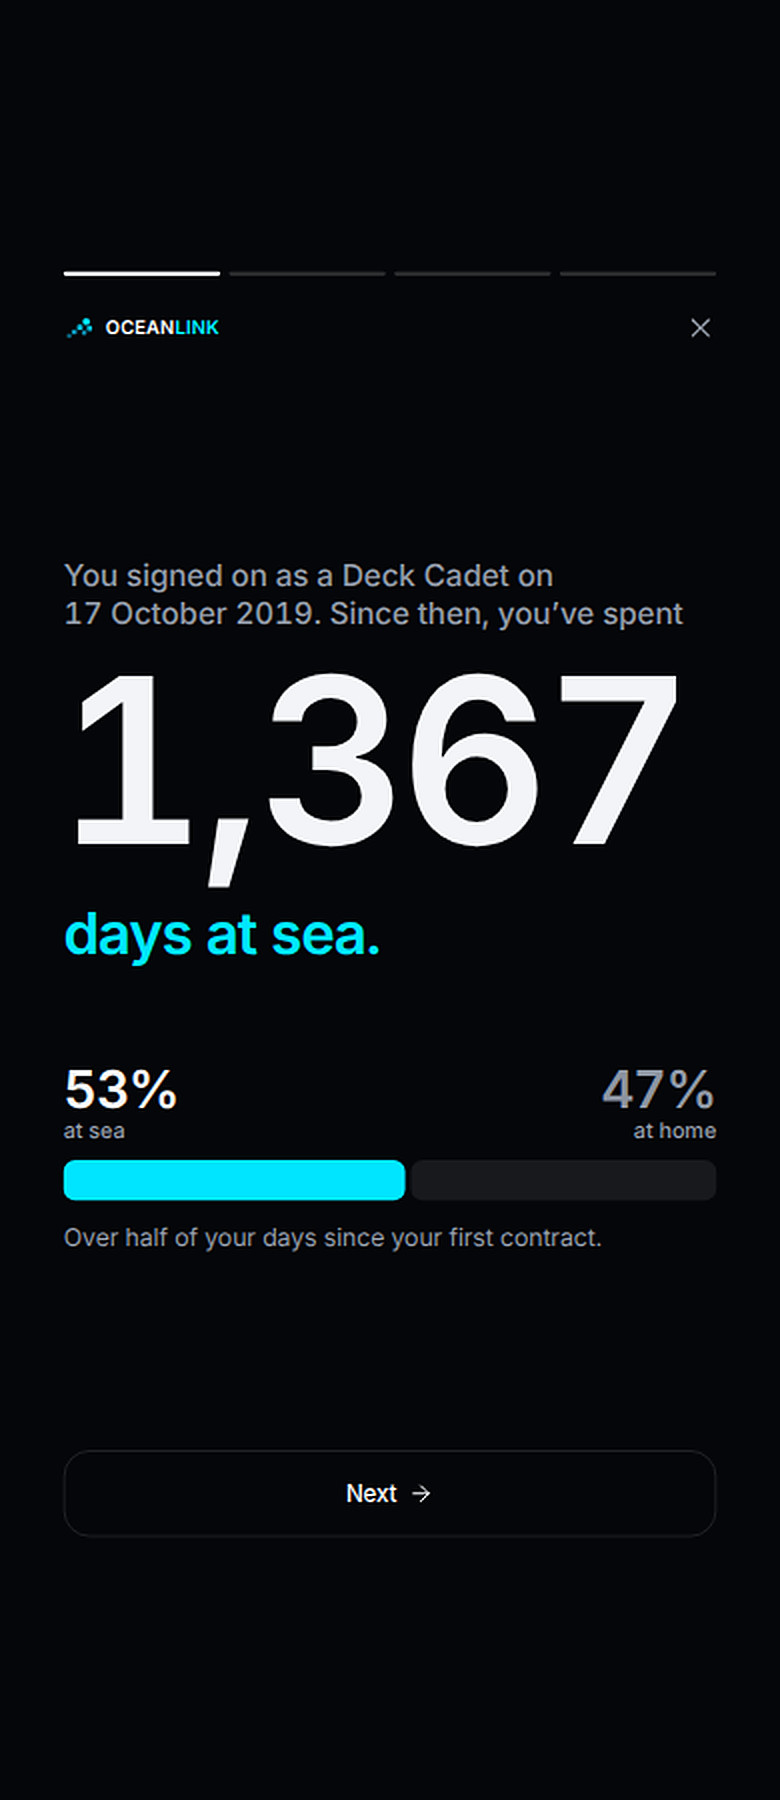 OCEANLINK
You signed on as a Deck Cadet on
17 October 2019. Since then, you’ve spent
1,367
days at sea.
53% 47%
at sea at home
Over half of your days since your first contract.
Next →